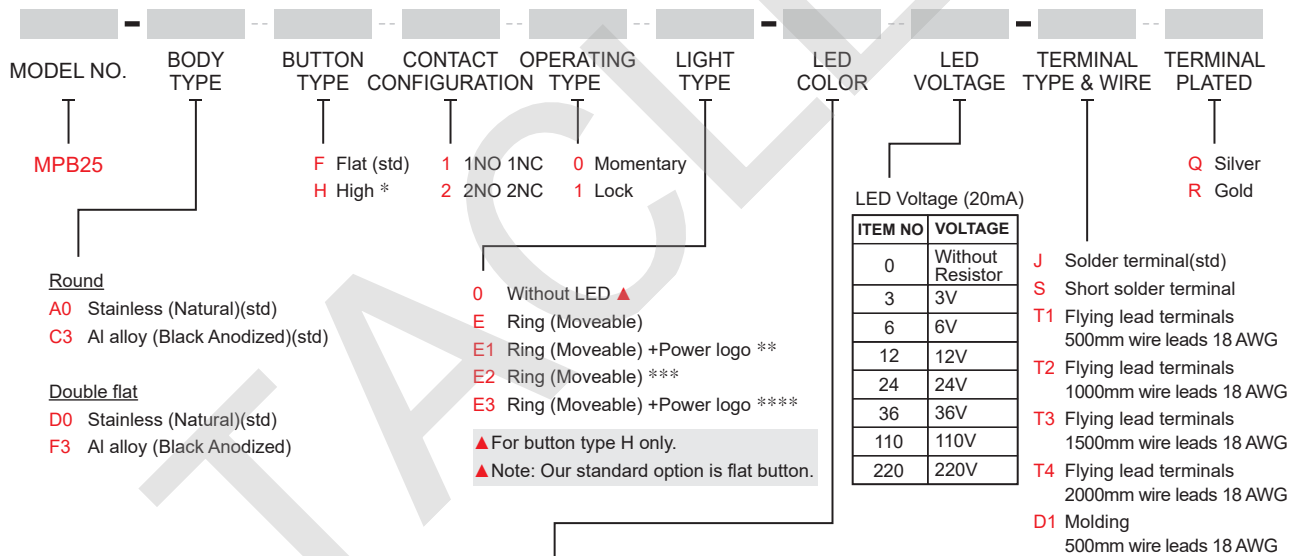 MODEL NO.
BODY TYPE
BUTTON TYPE
CONTACT CONFIGURATION
OPERATING TYPE
LIGHT TYPE
LED COLOR
LED VOLTAGE
TERMINAL TYPE & WIRE
TERMINAL PLATED
MPB25
Round
A0 Stainless (Natural)(std)
C3 Al alloy (Black Anodized)(std)
Double flat
D0 Stainless (Natural)(std)
F3 Al alloy (Black Anodized)
F Flat (std)
H High *
1 1NO 1NC
2 2NO 2NC
0 Momentary
1 Lock
0 Without LED ▲
E Ring (Moveable)
E1 Ring (Moveable) +Power logo **
E2 Ring (Moveable) ***
E3 Ring (Moveable) +Power logo ****
▲For button type H only.
▲Note: Our standard option is flat button.
LED Voltage (20mA)
ITEM NO VOLTAGE
0 Without Resistor
3 3V
6 6V
12 12V
24 24V
36 36V
110 110V
220 220V
J Solder terminal(std)
S Short solder terminal
T1 Flying lead terminals
500mm wire leads 18 AWG
T2 Flying lead terminals
1000mm wire leads 18 AWG
T3 Flying lead terminals
1500mm wire leads 18 AWG
T4 Flying lead terminals
2000mm wire leads 18 AWG
D1 Molding
500mm wire leads 18 AWG
Q Silver
R Gold